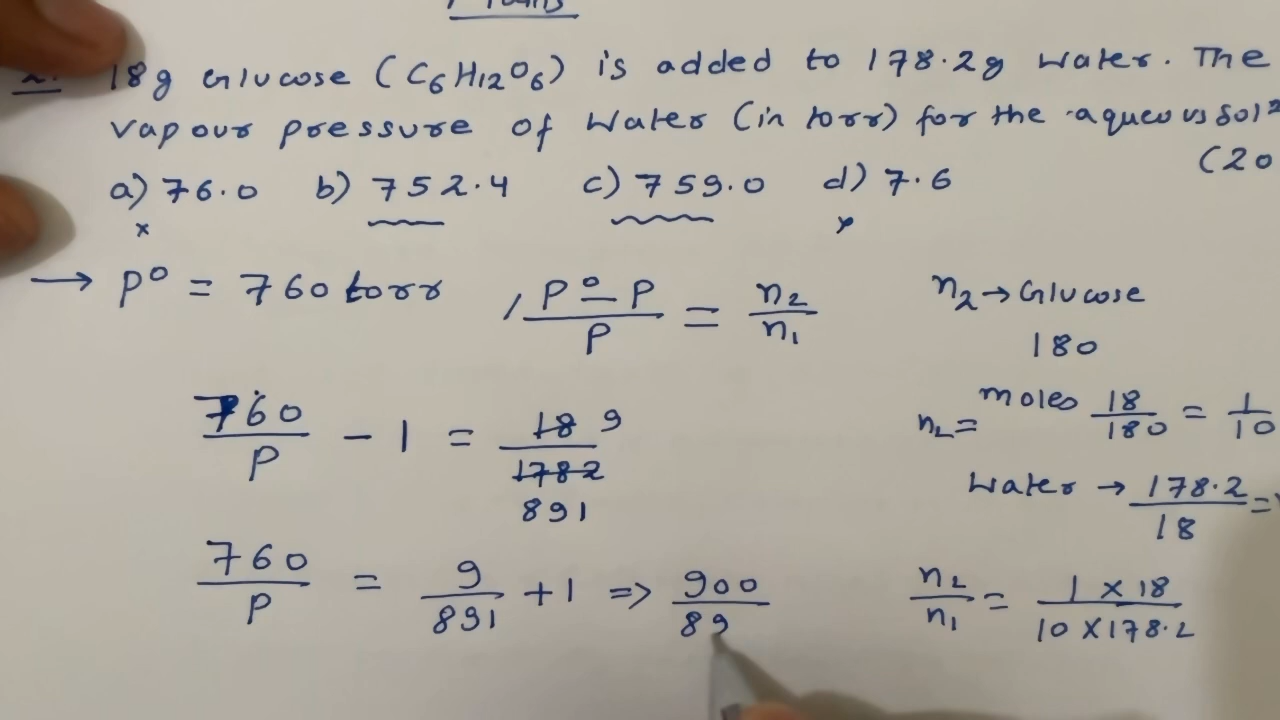 18g Glucose (C6H12O6) is added to 178.2g water. The
vapour pressure of water (in torr) for the aqueous solⁿ
(20
a) 76.0 b) 752.4 c) 759.0 d) 7.6
x x
→ P° = 760 torr
P° - P / P = n2 / n1
n2 → Glucose
180
760 / P - 1 = 18 9 / 1782 891
n2 = moles 18 / 180 = 1 / 10
water → 178.2 / 18 =
760 / P = 9 / 891 + 1 => 900 / 89
n2 / n1 = 1 × 18 / 10 × 178.2